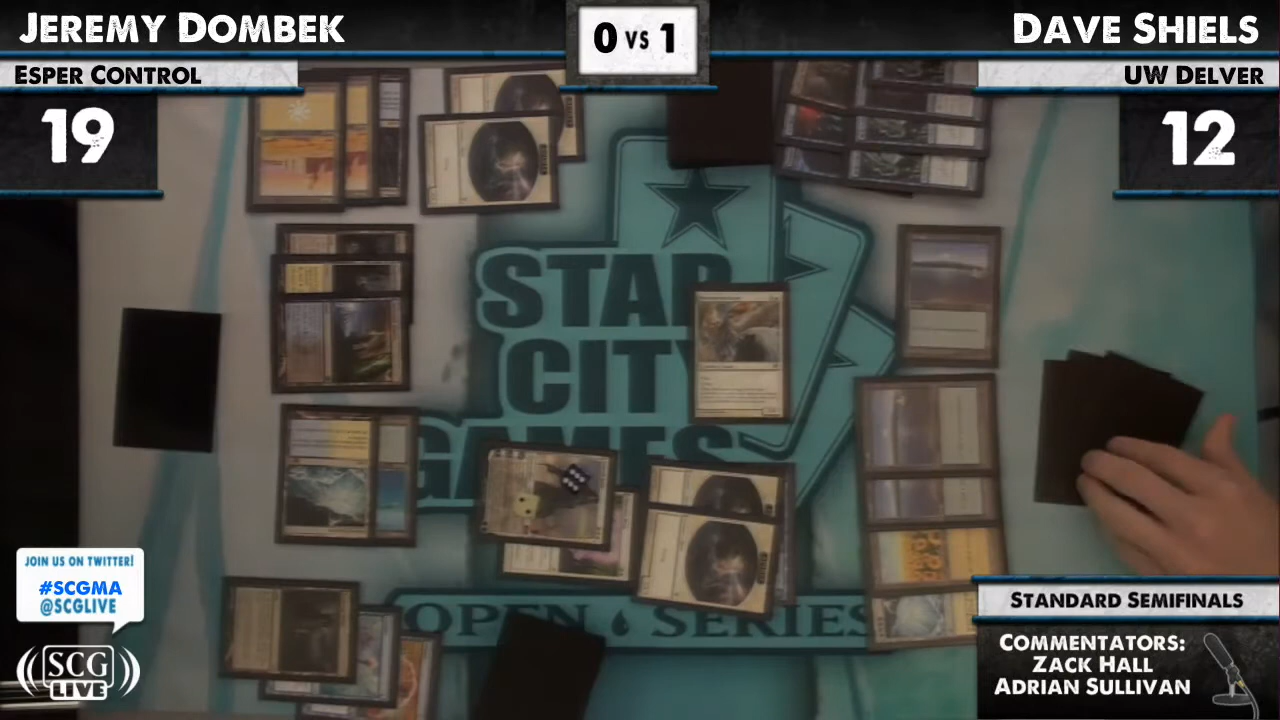 JEREMY DOMBEK
0 VS 1
DAVE SHIELS
ESPER CONTROL
UW DELVER
19
12
STAR
CITY
GAMES
OPEN SERIES
JOIN US ON TWITTER!
#SCGMA
@SCGLIVE
SCG
LIVE
STANDARD SEMIFINALS
COMMENTATORS:
ZACK HALL
ADRIAN SULLIVAN